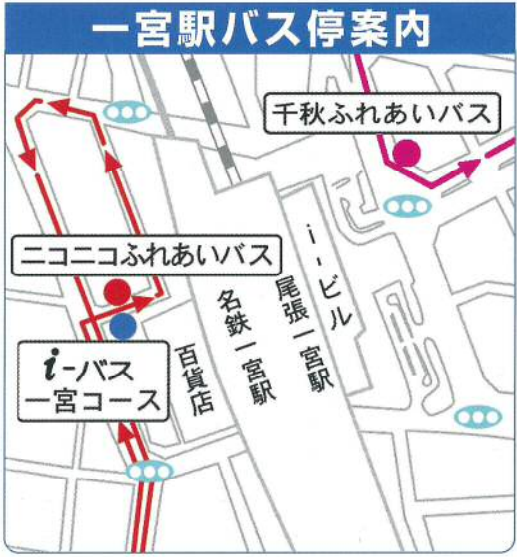 一宮駅バス停案内
千秋ふれあいバス
ニコニコふれあいバス
i-ビル
尾張一宮駅
名鉄一宮駅
百貨店
i-バス
一宮コース